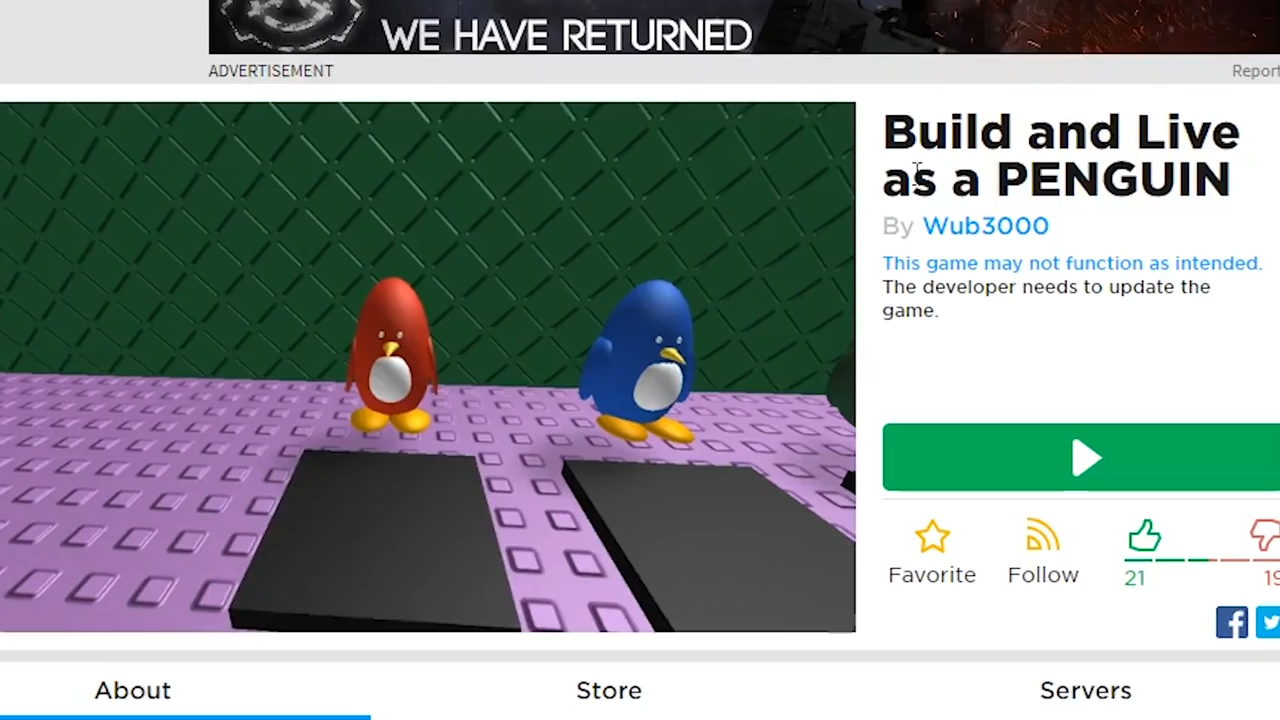 WE HAVE RETURNED
ADVERTISEMENT
Report
Build and Live
as a PENGUIN
By Wub3000
This game may not function as intended.
The developer needs to update the
game.
Favorite
Follow
21
19
About
Store
Servers